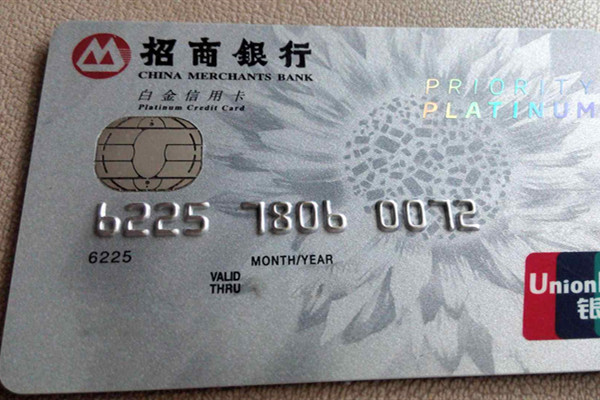 招商銀行
CHINA MERCHANTS BANK
白金信用卡
Platinum Credit Card
PRIORITY
PLATINUM
6225 7806 0072
6225
MONTH/YEAR
VALID
THRU
Union
银